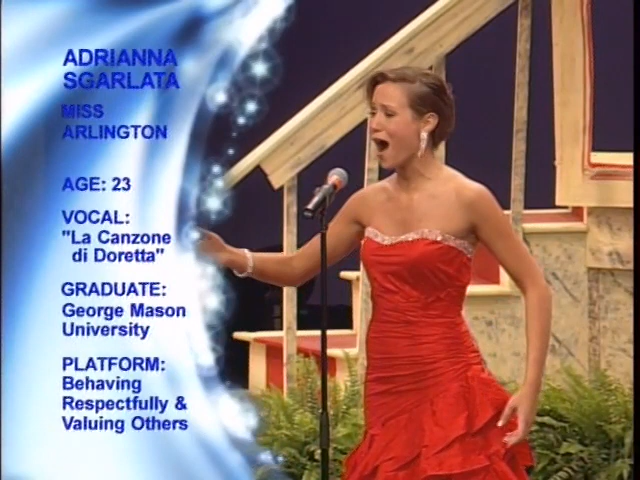 ADRIANNA
SGARLATA
MISS
ARLINGTON
AGE: 23
VOCAL:
"La Canzone
di Doretta"
GRADUATE:
George Mason
University
PLATFORM:
Behaving
Respectfully &
Valuing Others